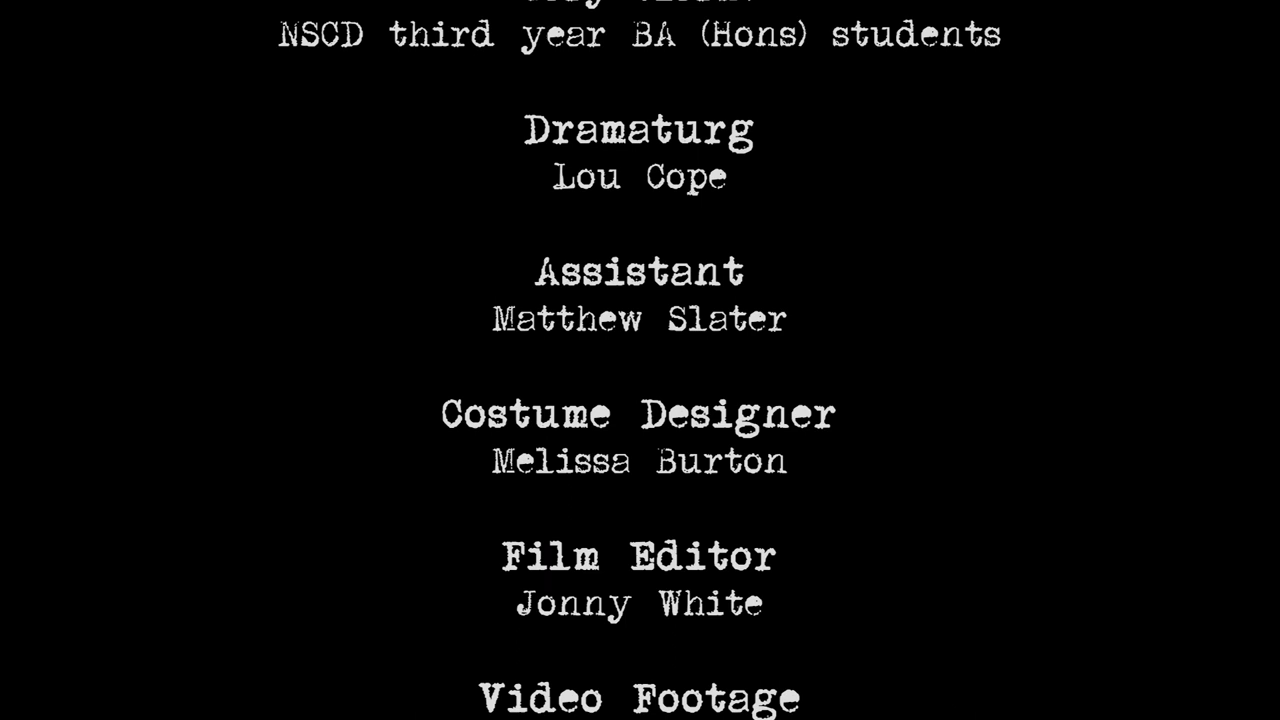 NSCD third year BA (Hons) students
Dramaturg
Lou Cope
Assistant
Matthew Slater
Costume Designer
Melissa Burton
Film Editor
Jonny White
Video Footage